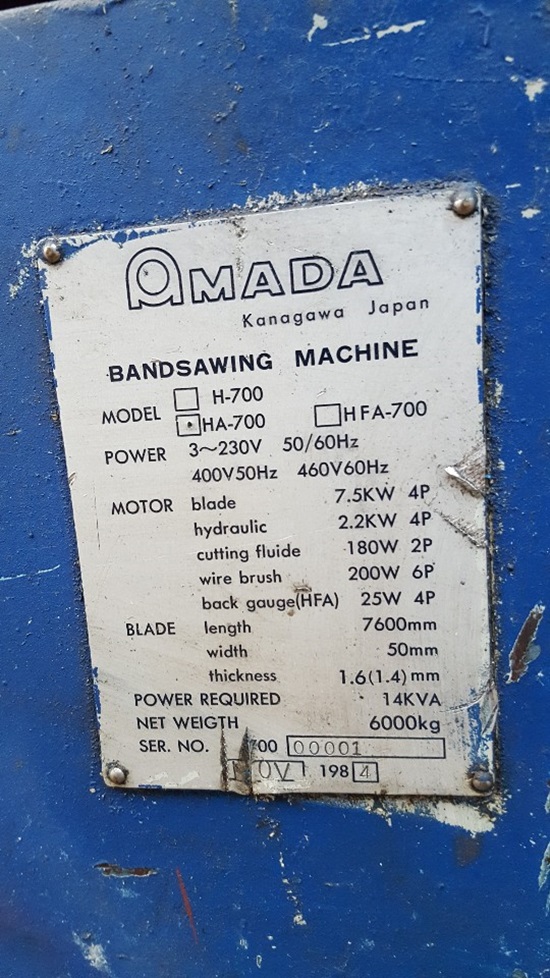 AMADA
Kanagawa Japan
BANDSAWING MACHINE
MODEL H-700
HA-700 HFA-700
POWER 3~230V 50/60Hz
400V50Hz 460V60Hz
MOTOR blade 7.5KW 4P
hydraulic 2.2KW 4P
cutting fluide 180W 2P
wire brush 200W 6P
back gauge(HFA) 25W 4P
BLADE length 7600mm
width 50mm
thickness 1.6(1.4)mm
POWER REQUIRED 14KVA
NET WEIGTH 6000kg
SER. NO. 700 00001
OV 1984